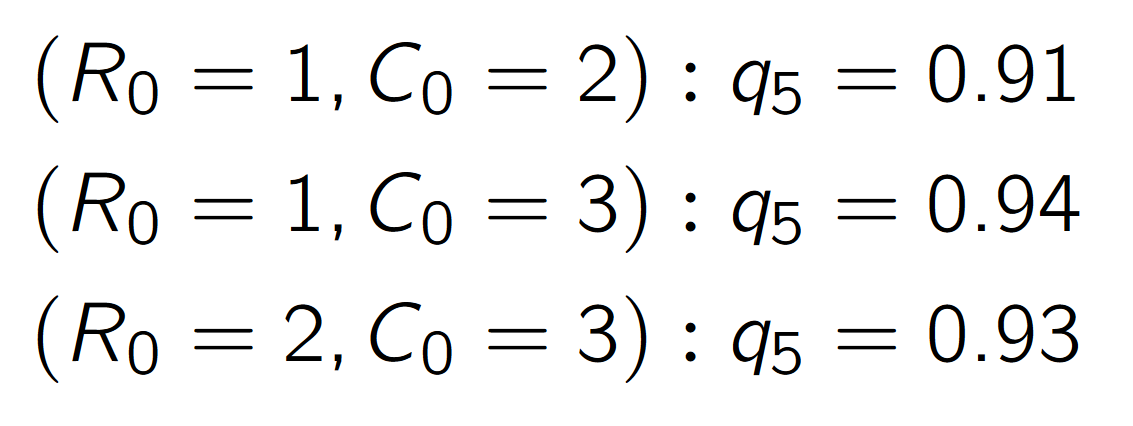 (R₀ = 1, C₀ = 2) : q₅ = 0.91
(R₀ = 1, C₀ = 3) : q₅ = 0.94
(R₀ = 2, C₀ = 3) : q₅ = 0.93